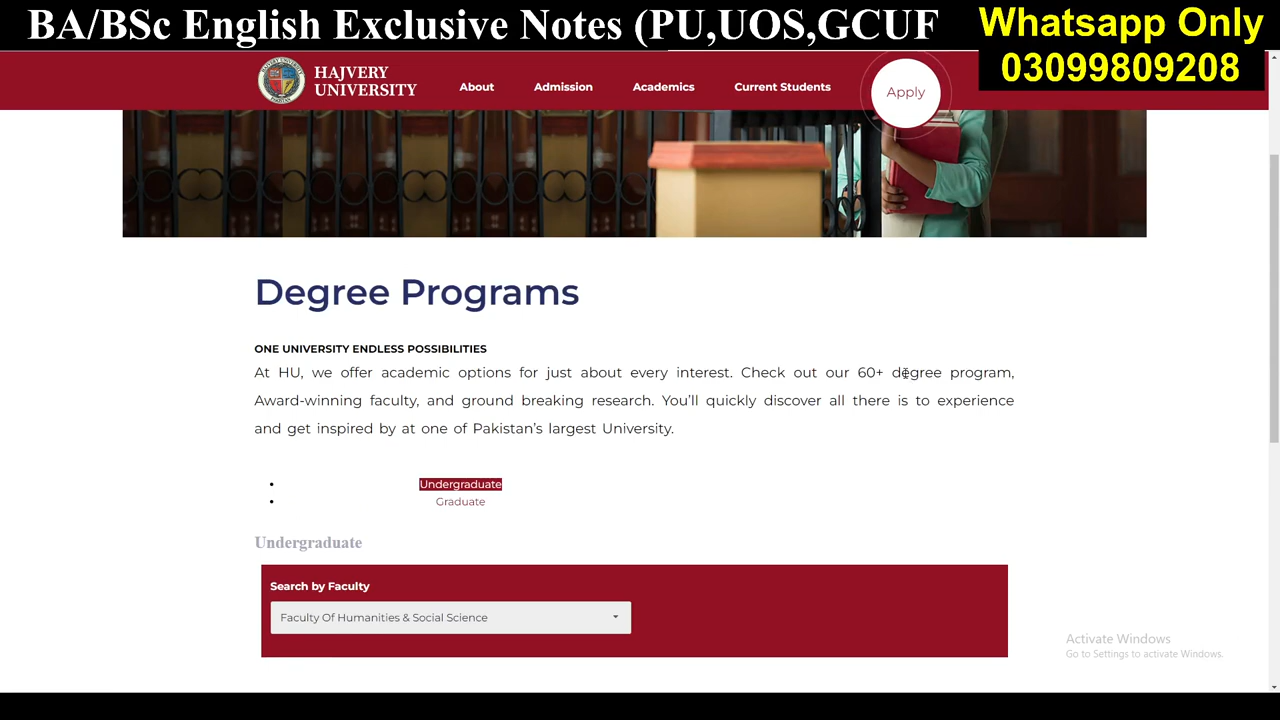 BA/BSc English Exclusive Notes (PU,UOS,GCUF
Whatsapp Only
03099809208
HAJVERY
UNIVERSITY
About
Admission
Academics
Current Students
Apply
Degree Programs
ONE UNIVERSITY ENDLESS POSSIBILITIES
At HU, we offer academic options for just about every interest. Check out our 60+ degree program,
Award-winning faculty, and ground breaking research. You'll quickly discover all there is to experience
and get inspired by at one of Pakistan's largest University.
• Undergraduate
• Graduate
Undergraduate
Search by Faculty
Faculty Of Humanities & Social Science
Activate Windows
Go to Settings to activate Windows.